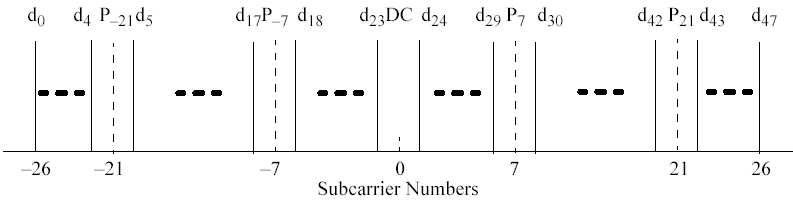 d0 d4 P–21 d5 d17 P–7 d18 d23 DC d24 d29 P7 d30 d42 P21 d43 d47
–26 –21 –7 0 7 21 26
Subcarrier Numbers